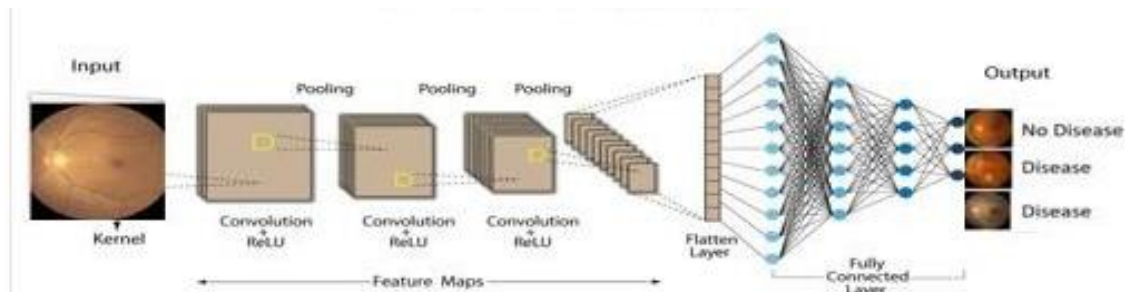 Input
Kernel
Pooling
Pooling
Pooling
Convolution
+
ReLU
Convolution
+
ReLU
Convolution
+
ReLU
Feature Maps
Flatten
Layer
Fully
Connected
Layer
Output
No Disease
Disease
Disease